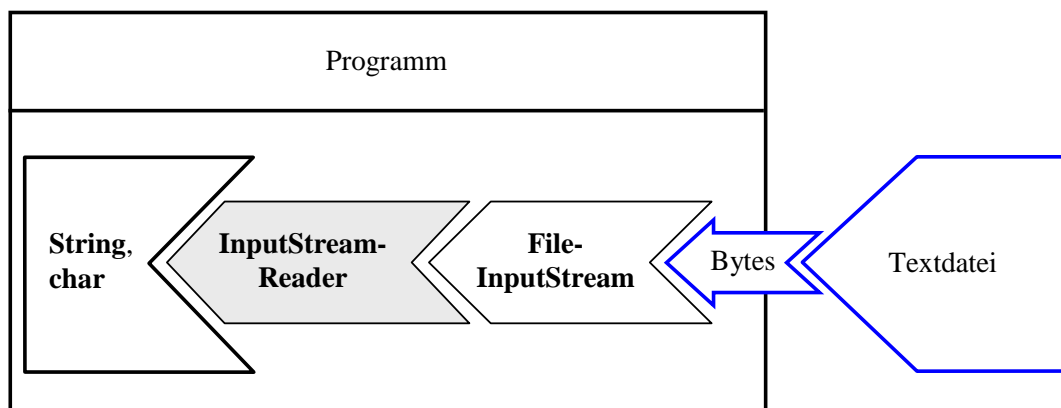 Programm
String,
char
InputStream-
Reader
File-
InputStream
Bytes
Textdatei